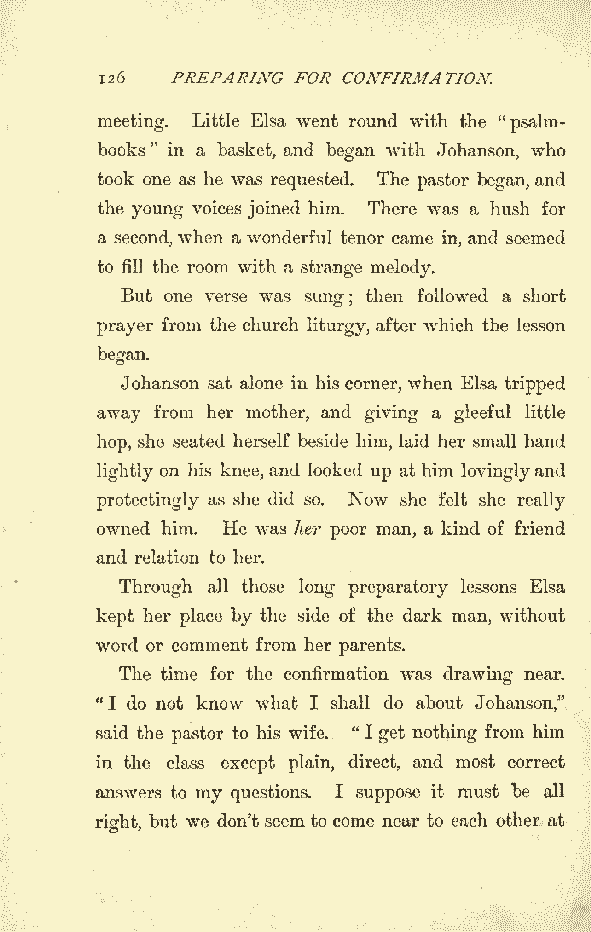 126 PREPARING FOR CONFIRMATION.
meeting. Little Elsa went round with the “psalm-
books” in a basket, and began with Johanson, who
took one as he was requested. The pastor began, and
the young voices joined him. There was a hush for
a second, when a wonderful tenor came in, and seemed
to fill the room with a strange melody.
But one verse was sung; then followed a short
prayer from the church liturgy, after which the lesson
began.
Johanson sat alone in his corner, when Elsa tripped
away from her mother, and giving a gleeful little
hop, she seated herself beside him, laid her small hand
lightly on his knee, and looked up at him lovingly and
protectingly as she did so. Now she felt she really
owned him. He was her poor man, a kind of friend
and relation to her.
Through all those long preparatory lessons Elsa
kept her place by the side of the dark man, without
word or comment from her parents.
The time for the confirmation was drawing near.
“I do not know what I shall do about Johanson,”
said the pastor to his wife. “I get nothing from him
in the class except plain, direct, and most correct
answers to my questions. I suppose it must be all
right, but we don’t seem to come near to each other at